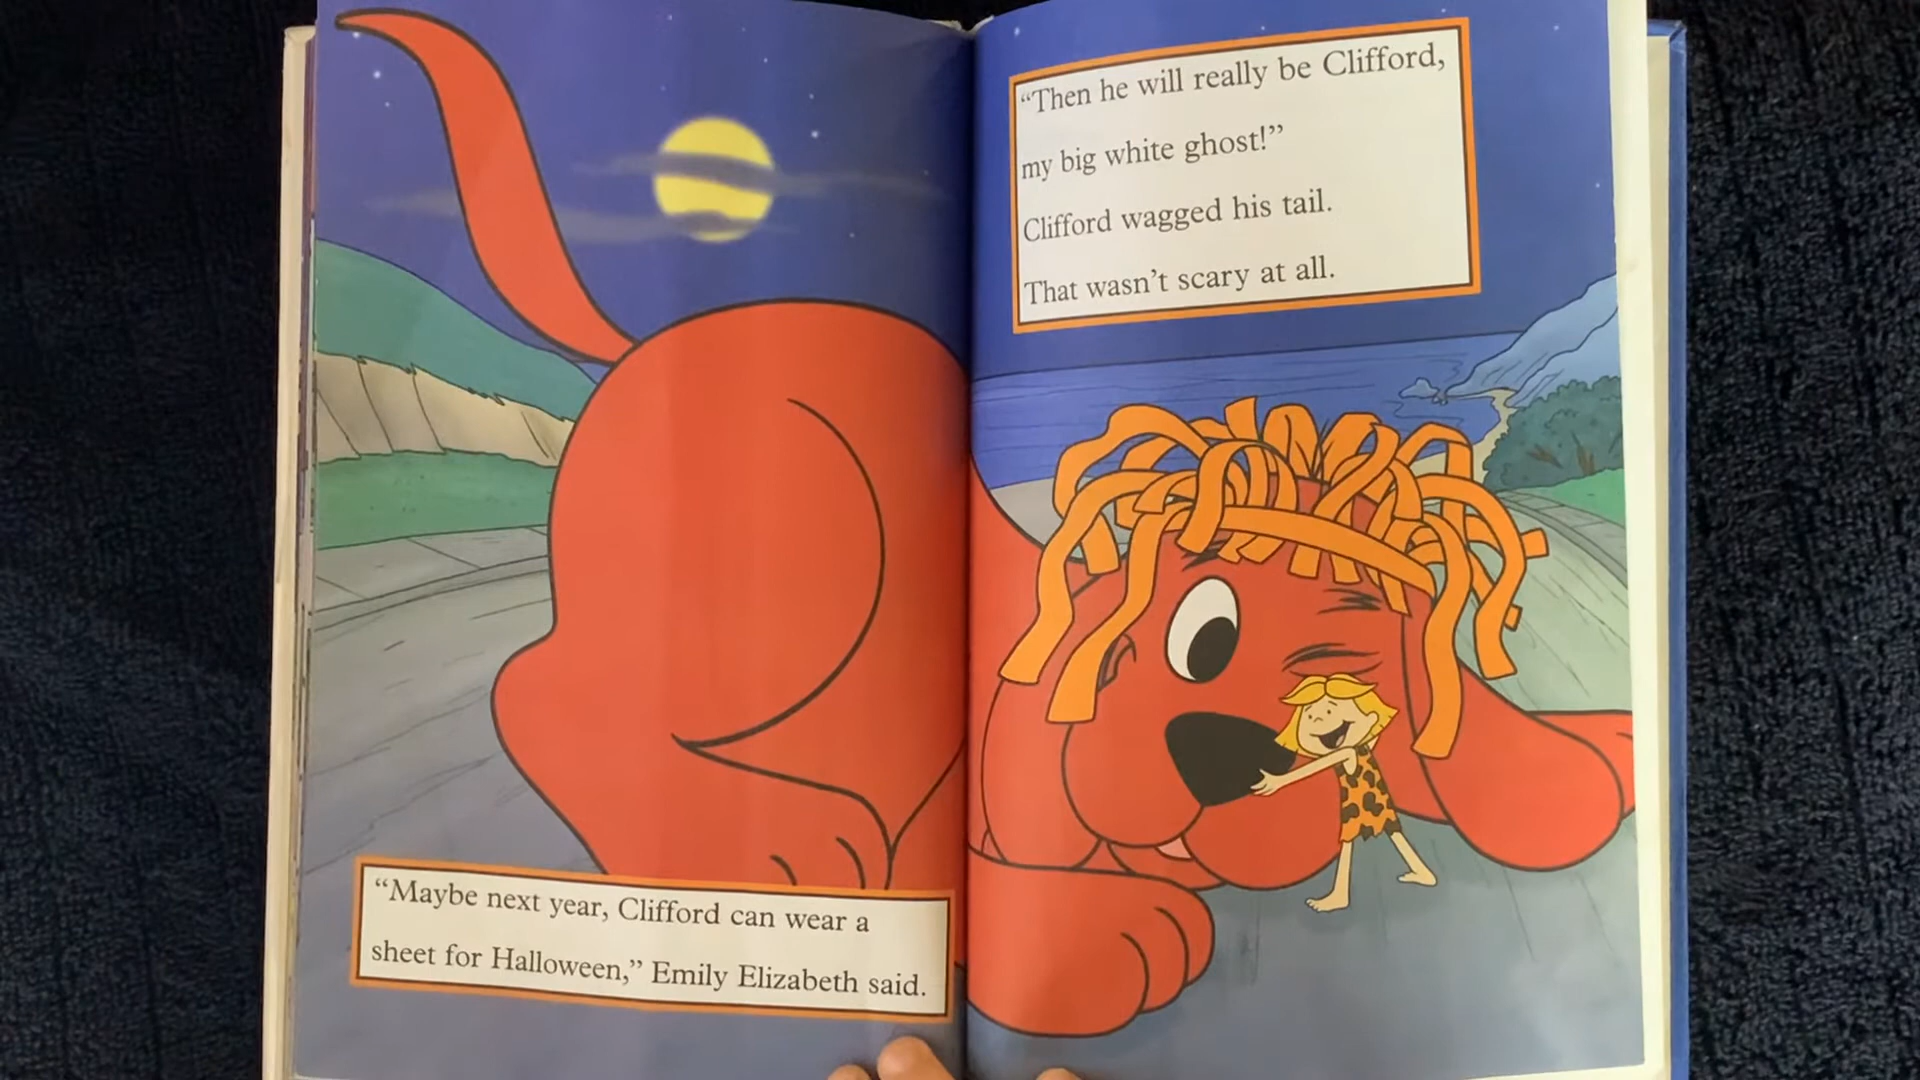 “Maybe next year, Clifford can wear a
sheet for Halloween,” Emily Elizabeth said.
“Then he will really be Clifford,
my big white ghost!”
Clifford wagged his tail.
That wasn’t scary at all.